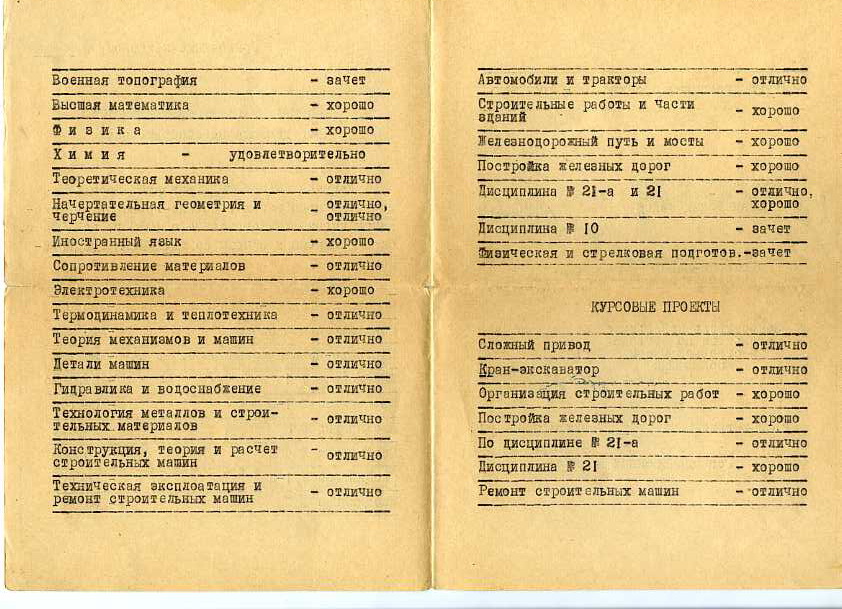 Военная топография - зачет
Высшая математика - хорошо
Ф и з и к а - хорошо
Х и м и я - удовлетворительно
Теоретическая механика - отлично
Начертательная геометрия и - отлично,
черчение отлично
Иностранный язык - хорошо
Сопротивление материалов - отлично
Электротехника - хорошо
Термодинамика и теплотехника - отлично
Теория механизмов и машин - отлично
Детали машин - отлично
Гидравлика и водоснабжение - отлично
Технология металлов и строи-
тельных материалов - отлично
Конструкция, теория и расчет -
строительных машин отлично
Техническая эксплоатация и
ремонт строительных машин - отлично
Автомобили и тракторы - отлично
Строительные работы и части
зданий - хорошо
Железнодорожный путь и мосты - хорошо
Постройка железных дорог - хорошо
Дисциплина № 21-а и 21 - отлично,
хорошо
Дисциплина № 10 - зачет
Физическая и стрелковая подготов.-зачет
КУРСОВЫЕ ПРОЕКТЫ
Сложный привод - отлично
Кран-экскаватор - отлично
Организация строительных работ - хорошо
Постройка железных дорог - хорошо
По дисциплине № 21-а - отлично
Дисциплина № 21 - хорошо
Ремонт строительных машин - отлично